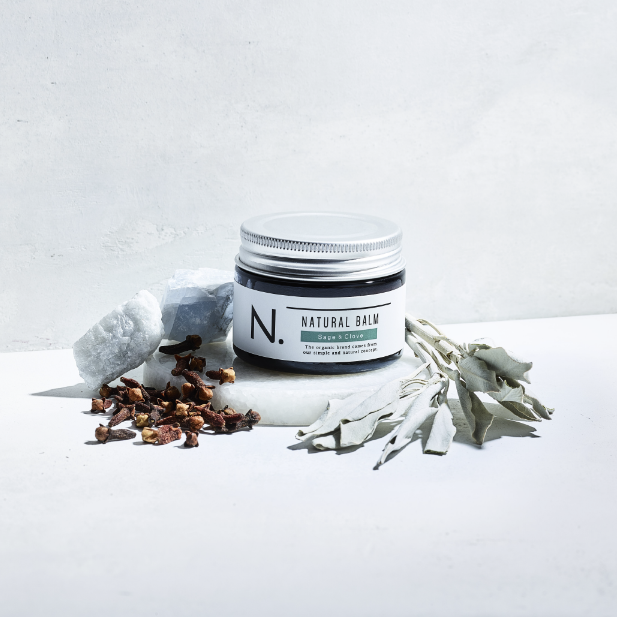 N.
NATURAL BALM
Sage & Clove
The organic brand comes from
our simple and natural concept